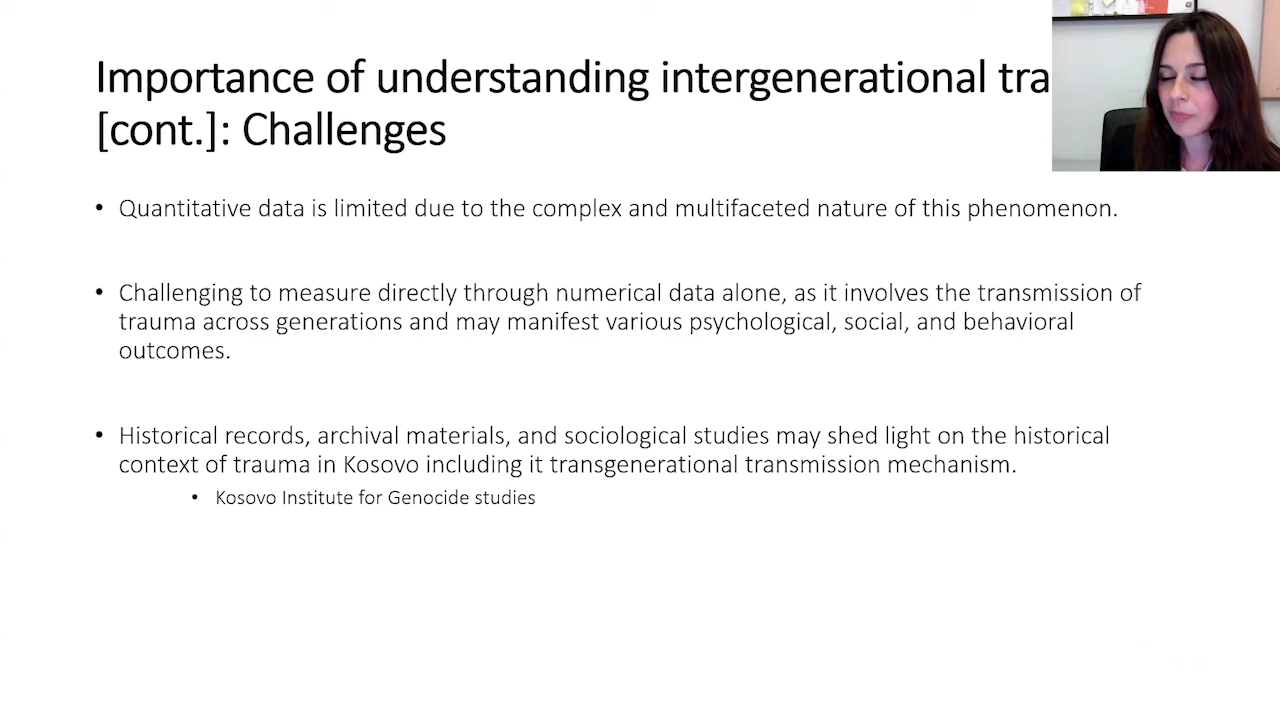 Importance of understanding intergenerational
[cont.]: Challenges
• Quantitative data is limited due to the complex and multifaceted nature of this phenomenon.
• Challenging to measure directly through numerical data alone, as it involves the transmission of
trauma across generations and may manifest various psychological, social, and behavioral
outcomes.
• Historical records, archival materials, and sociological studies may shed light on the historical
context of trauma in Kosovo including it transgenerational transmission mechanism.
• Kosovo Institute for Genocide studies